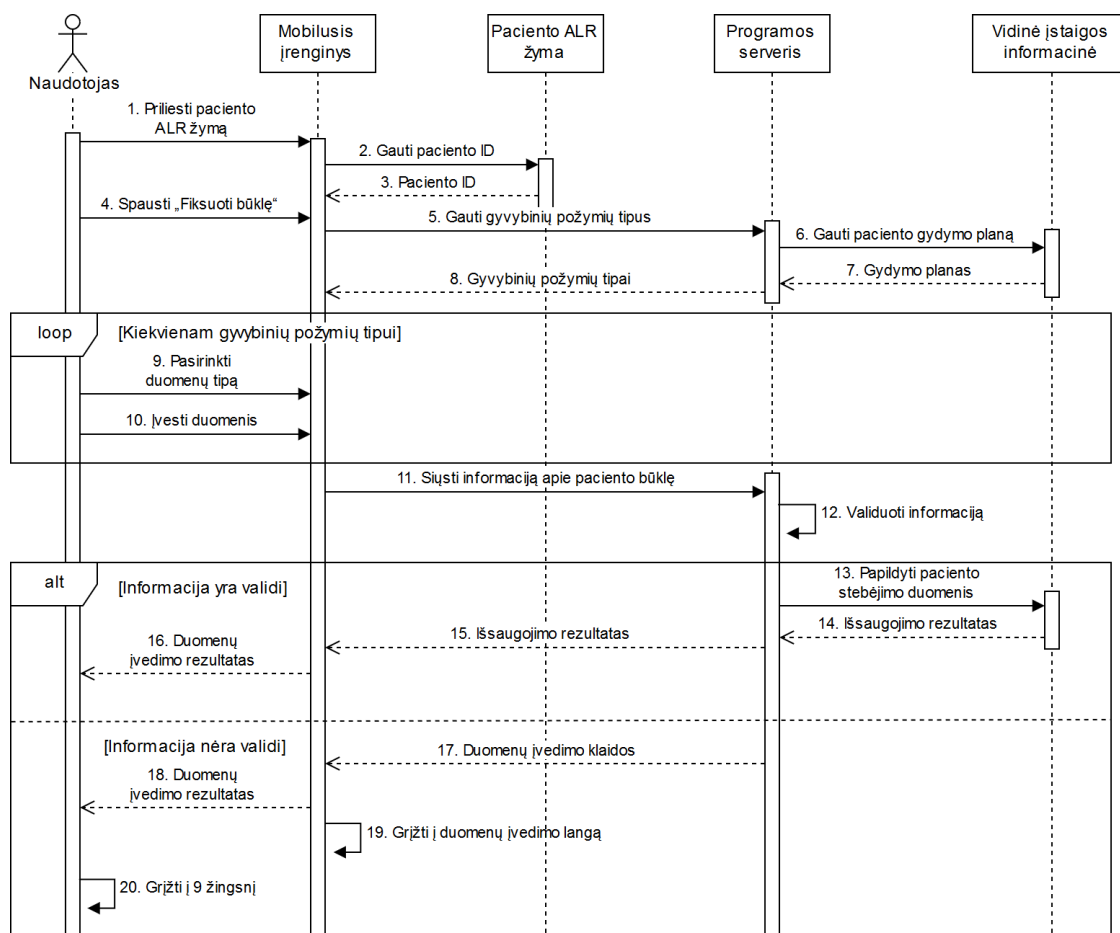 Naudotojas
Mobilusis
įrenginys
Paciento ALR
žyma
Programos
serveris
Vidinė įstaigos
informacinė
1. Priliesti paciento
ALR žymą
2. Gauti paciento ID
3. Paciento ID
4. Spausti „Fiksuoti būklę“
5. Gauti gyvybinių požymių tipus
6. Gauti paciento gydymo planą
7. Gydymo planas
8. Gyvybinių požymių tipai
loop
[Kiekvienam gyvybinių požymių tipui]
9. Pasirinkti
duomenų tipą
10. Įvesti duomenis
11. Siųsti informaciją apie paciento būklę
12. Validuoti informaciją
alt
[Informacija yra validi]
13. Papildyti paciento
stebėjimo duomenis
14. Išsaugojimo rezultatas
15. Išsaugojimo rezultatas
16. Duomenų
įvedimo rezultatas
[Informacija nėra validi]
17. Duomenų įvedimo klaidos
18. Duomenų
įvedimo rezultatas
19. Grįžti į duomenų įvedimo langą
20. Grįžti į 9 žingsnį